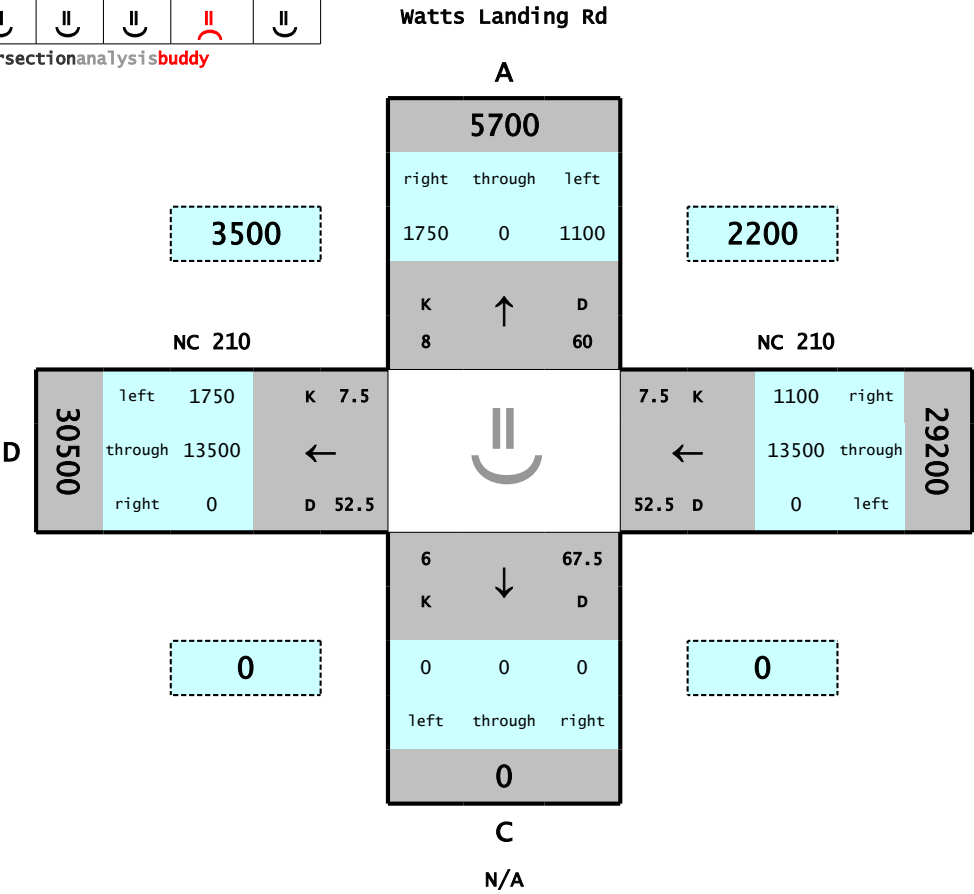 Watts Landing Rd
rsectionanalysisbuddy
A
5700
right through left
3500
1750 0 1100
2200
K D
8 60
NC 210
NC 210
left 1750 K 7.5
7.5 K 1100 right
D
30500
through 13500
13500 through
29200
right 0 D 52.5
52.5 D 0 left
6 67.5
K D
0
0 0 0
0
left through right
0
C
N/A